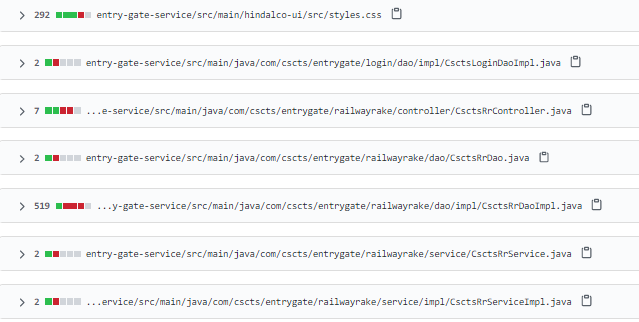 292 entry-gate-service/src/main/hindalco-ui/src/styles.css
2 entry-gate-service/src/main/java/com/cscts/entrygate/login/dao/impl/CsctsLoginDaoImpl.java
7 ...e-service/src/main/java/com/cscts/entrygate/railwayrake/controller/CsctsRrController.java
2 entry-gate-service/src/main/java/com/cscts/entrygate/railwayrake/dao/CsctsRrDao.java
519 ...y-gate-service/src/main/java/com/cscts/entrygate/railwayrake/dao/impl/CsctsRrDaoImpl.java
2 entry-gate-service/src/main/java/com/cscts/entrygate/railwayrake/service/CsctsRrService.java
2 ...ervice/src/main/java/com/cscts/entrygate/railwayrake/service/impl/CsctsRrServiceImpl.java